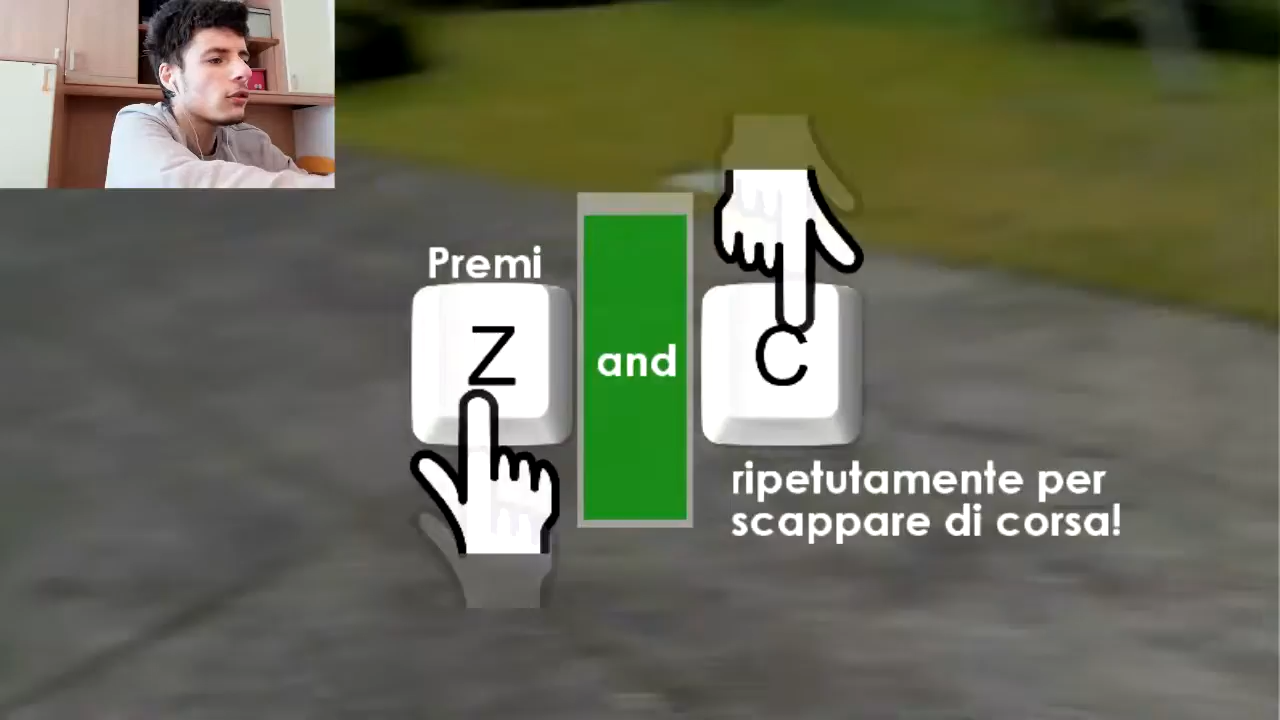 Premi
Z
and
C
ripetutamente per
scappare di corsa!